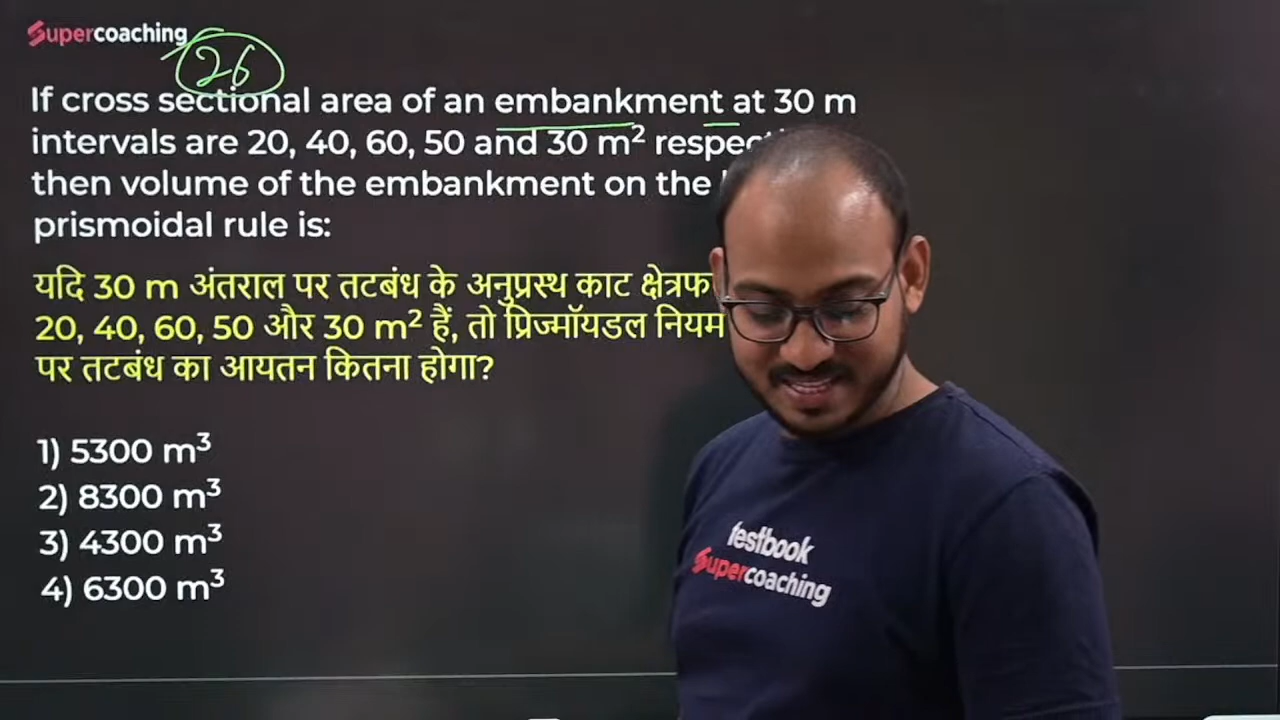 Supercoaching
26
If cross sectional area of an embankment at 30 m
intervals are 20, 40, 60, 50 and 30 m² 
then volume of the embankment on the
prismoidal rule is:
यदि 30 m अंतराल पर तटबंध के अनुप्रस्थ काट
20, 40, 60, 50 और 30 m² हैं, तो प्रिज्मॉयडल नियम
पर तटबंध का आयतन कितना होगा?
1) 5300 m³
2) 8300 m³
3) 4300 m³
4) 6300 m³
testbook
Supercoaching